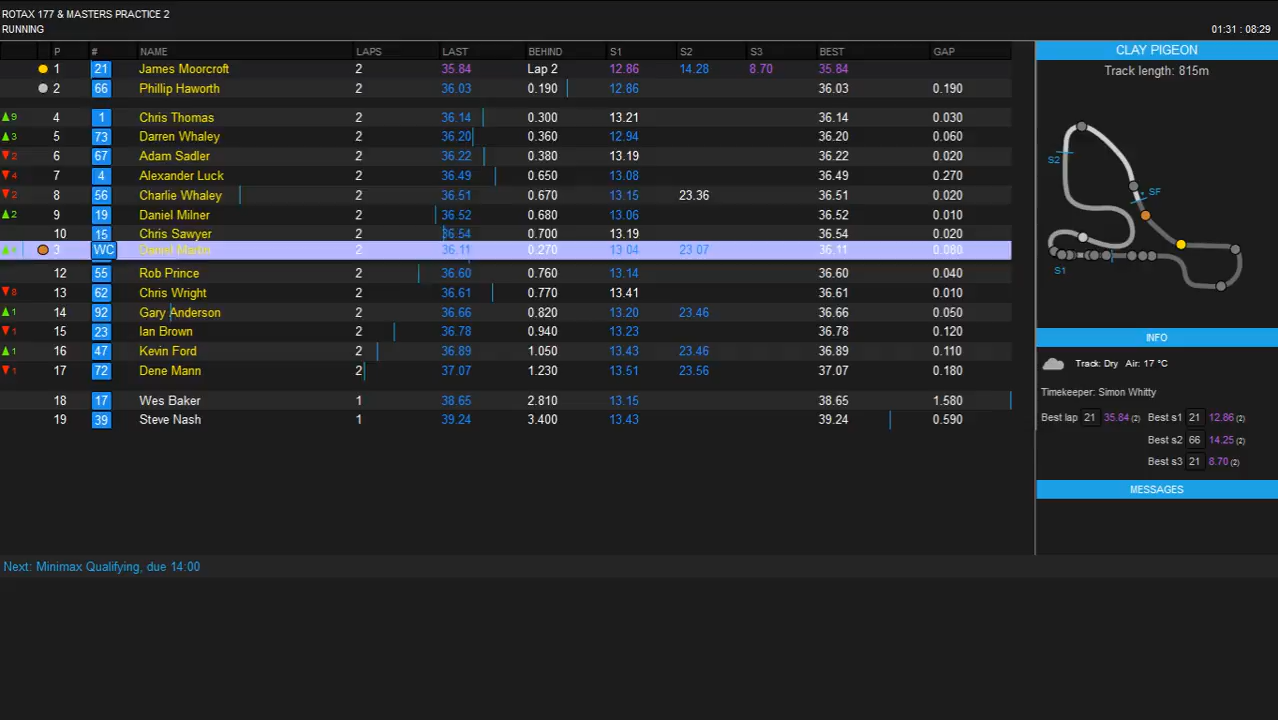 ROTAX 177 & MASTERS PRACTICE 2
RUNNING
01:31 : 08:29
P # NAME LAPS LAST BEHIND S1 S2 S3 BEST GAP
1 21 James Moorcroft 2 35.84 Lap 2 12.86 14.28 8.70 35.84
2 66 Phillip Haworth 2 36.03 0.190 12.86 36.03 0.190
9 4 1 Chris Thomas 2 36.14 0.300 13.21 36.14 0.030
3 5 73 Darren Whaley 2 36.20 0.360 12.94 36.20 0.060
2 6 67 Adam Sadler 2 36.22 0.380 13.19 36.22 0.020
4 7 4 Alexander Luck 2 36.49 0.650 13.08 36.49 0.270
2 8 56 Charlie Whaley 2 36.51 0.670 13.15 23.36 36.51 0.020
2 9 19 Daniel Milner 2 36.52 0.680 13.06 36.52 0.010
10 15 Chris Sawyer 2 36.54 0.700 13.19 36.54 0.020
3 WC Daniel Martin 2 36.11 0.270 13.04 23.07 36.11 0.080
12 55 Rob Prince 2 36.60 0.760 13.14 36.60 0.040
8 13 62 Chris Wright 2 36.61 0.770 13.41 36.61 0.010
1 14 92 Gary Anderson 2 36.66 0.820 13.20 23.46 36.66 0.050
1 15 23 Ian Brown 2 36.78 0.940 13.23 36.78 0.120
1 16 47 Kevin Ford 2 36.89 1.050 13.43 23.46 36.89 0.110
1 17 72 Dene Mann 2 37.07 1.230 13.51 23.56 37.07 0.180
18 17 Wes Baker 1 38.65 2.810 13.15 38.65 1.580
19 39 Steve Nash 1 39.24 3.400 13.43 39.24 0.590
Next: Minimax Qualifying, due 14:00
CLAY PIGEON
Track length: 815m
S2
SF
S1
INFO
Track: Dry Air: 17 °C
Timekeeper: Simon Whitty
Best lap 21 35.84 (2) Best s1 21 12.86 (2)
Best s2 66 14.25 (2)
Best s3 21 8.70 (2)
MESSAGES